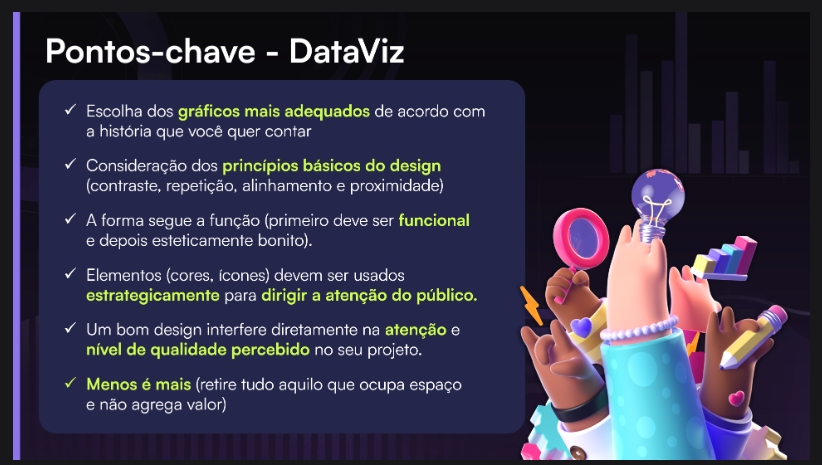 Pontos-chave - DataViz
✓ Escolha dos gráficos mais adequados de acordo com
a história que você quer contar
✓ Consideração dos princípios básicos do design
(contraste, repetição, alinhamento e proximidade)
✓ A forma segue a função (primeiro deve ser funcional
e depois esteticamente bonito).
✓ Elementos (cores, ícones) devem ser usados
estrategicamente para dirigir a atenção do público.
✓ Um bom design interfere diretamente na atenção e
nível de qualidade percebido no seu projeto.
✓ Menos é mais (retire tudo aquilo que ocupa espaço
e não agrega valor)